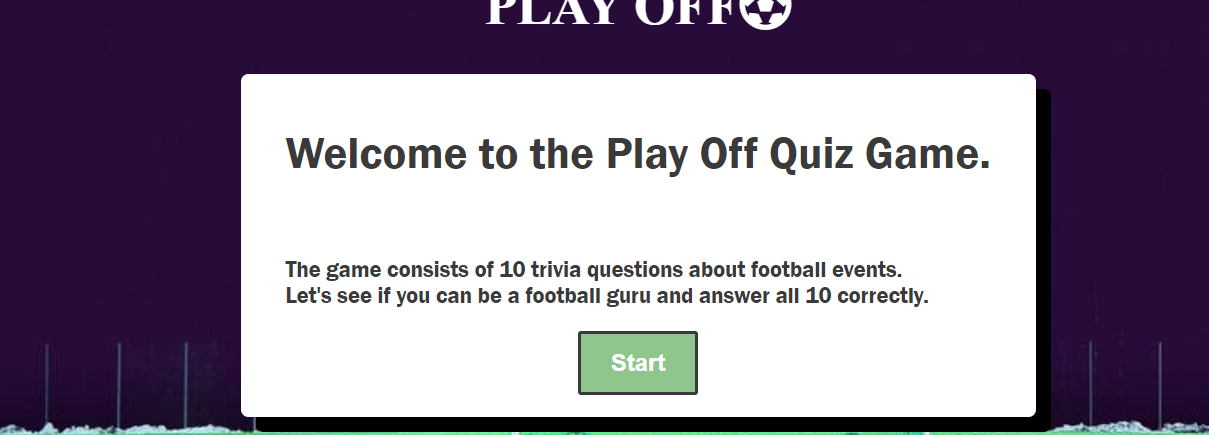 PLAY OFF
Welcome to the Play Off Quiz Game.
The game consists of 10 trivia questions about football events.
Let's see if you can be a football guru and answer all 10 correctly.
Start